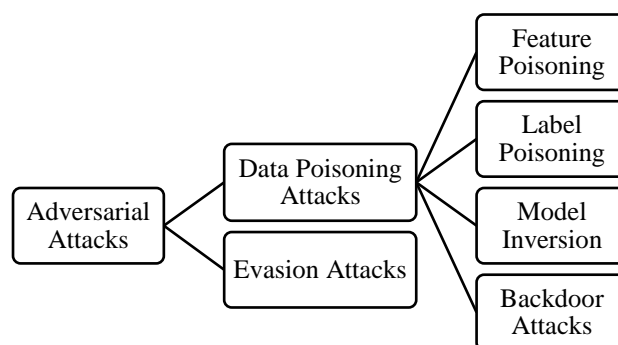 Adversarial
Attacks
Data Poisoning
Attacks
Evasion Attacks
Feature
Poisoning
Label
Poisoning
Model
Inversion
Backdoor
Attacks